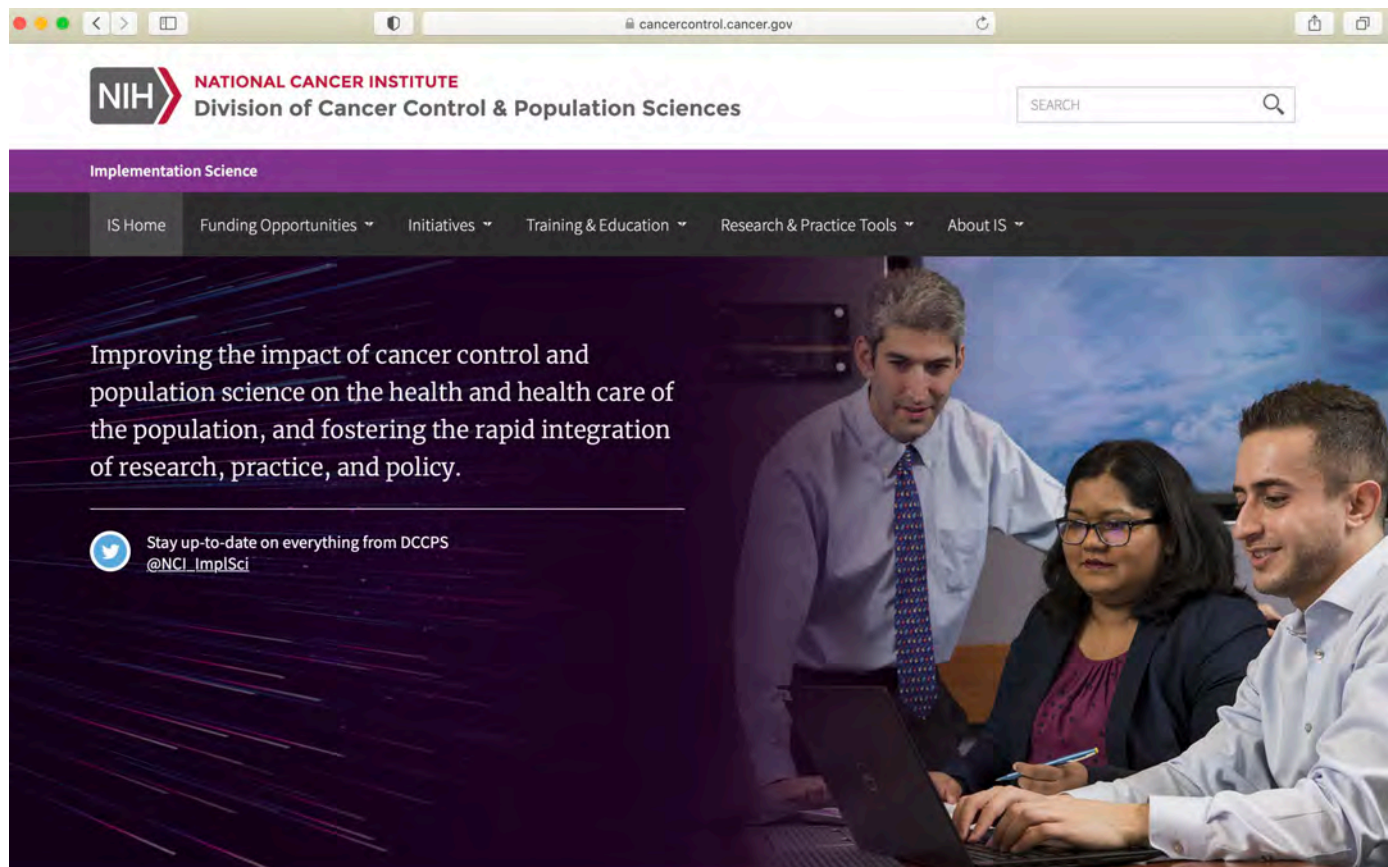 cancercontrol.cancer.gov
NIH
NATIONAL CANCER INSTITUTE
Division of Cancer Control & Population Sciences
SEARCH
Implementation Science
IS Home Funding Opportunities Initiatives Training & Education Research & Practice Tools About IS
Improving the impact of cancer control and
population science on the health and health care of
the population, and fostering the rapid integration
of research, practice, and policy.
Stay up-to-date on everything from DCCPS
@NCI_ImplSci